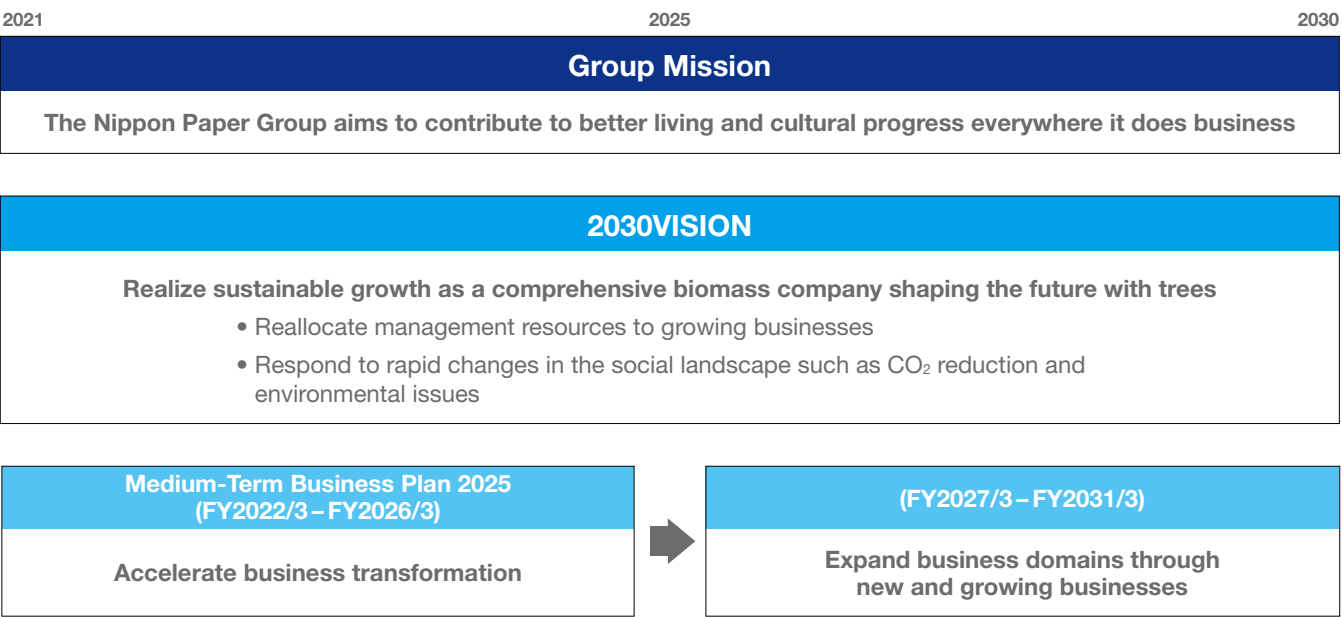 2021 2025 2030
Group Mission
The Nippon Paper Group aims to contribute to better living and cultural progress everywhere it does business
2030VISION
Realize sustainable growth as a comprehensive biomass company shaping the future with trees
• Reallocate management resources to growing businesses
• Respond to rapid changes in the social landscape such as CO₂ reduction and
environmental issues
Medium-Term Business Plan 2025
(FY2022/3–FY2026/3)
Accelerate business transformation
(FY2027/3–FY2031/3)
Expand business domains through
new and growing businesses